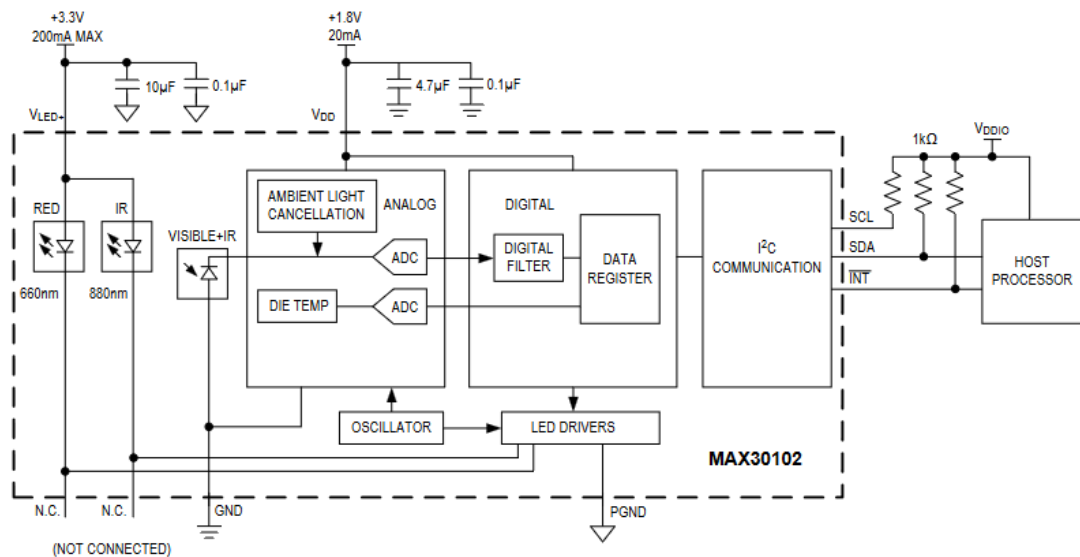 +3.3V
200mA MAX
+1.8V
20mA
10µF
0.1µF
4.7µF
0.1µF
VLED+
VDD
1kΩ
VDDIO
RED
IR
AMBIENT LIGHT
CANCELLATION
ANALOG
DIGITAL
VISIBLE+IR
ADC
DIGITAL
FILTER
DATA
REGISTER
I²C
COMMUNICATION
SCL
SDA
INT
HOST
PROCESSOR
660nm
880nm
DIE TEMP
ADC
OSCILLATOR
LED DRIVERS
MAX30102
N.C.
N.C.
GND
PGND
(NOT CONNECTED)